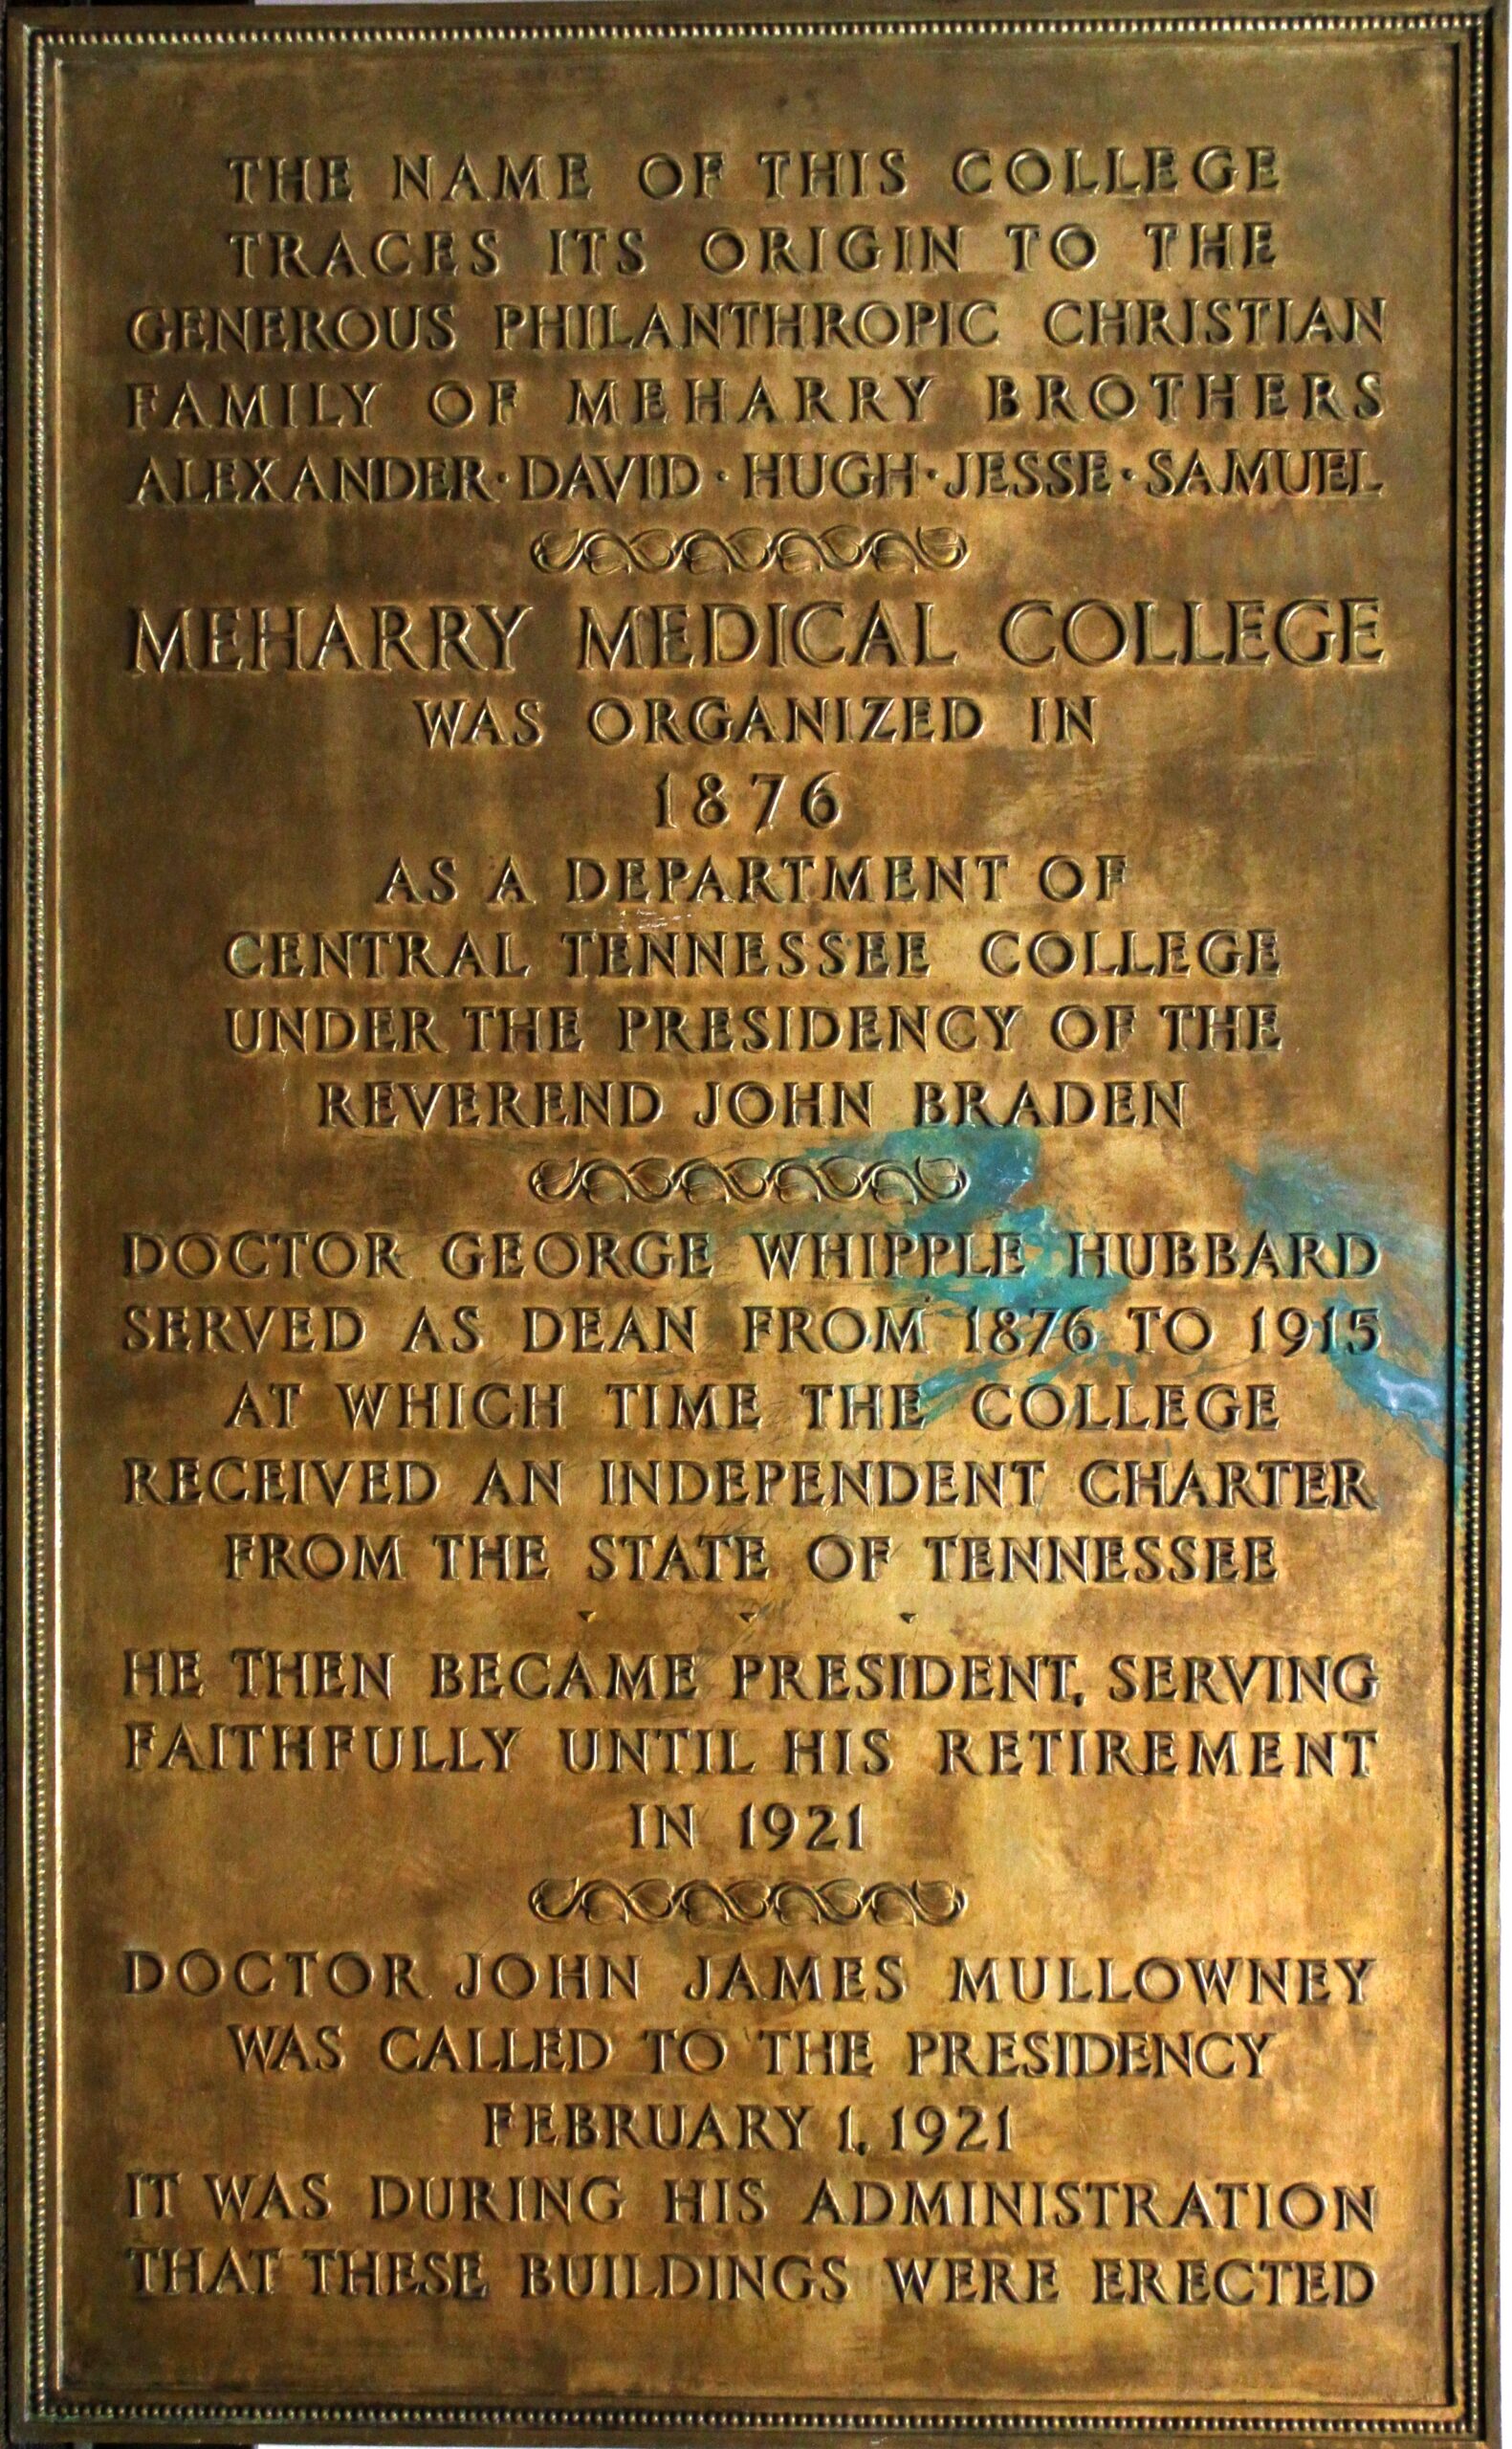 THE NAME OF THIS COLLEGE
TRACES ITS ORIGIN TO THE
GENEROUS PHILANTHROPIC CHRISTIAN
FAMILY OF MEHARRY BROTHERS
ALEXANDER · DAVID · HUGH · JESSE · SAMUEL
MEHARRY MEDICAL COLLEGE
WAS ORGANIZED IN
1876
AS A DEPARTMENT OF
CENTRAL TENNESSEE COLLEGE
UNDER THE PRESIDENCY OF THE
REVEREND JOHN BRADEN
DOCTOR GEORGE WHIPPLE HUBBARD
SERVED AS DEAN FROM 1876 TO 1915
AT WHICH TIME THE COLLEGE
RECEIVED AN INDEPENDENT CHARTER
FROM THE STATE OF TENNESSEE
HE THEN BECAME PRESIDENT, SERVING
FAITHFULLY UNTIL HIS RETIREMENT
IN 1921
DOCTOR JOHN JAMES MULLOWNEY
WAS CALLED TO THE PRESIDENCY
FEBRUARY 1, 1921
IT WAS DURING HIS ADMINISTRATION
THAT THESE BUILDINGS WERE ERECTED